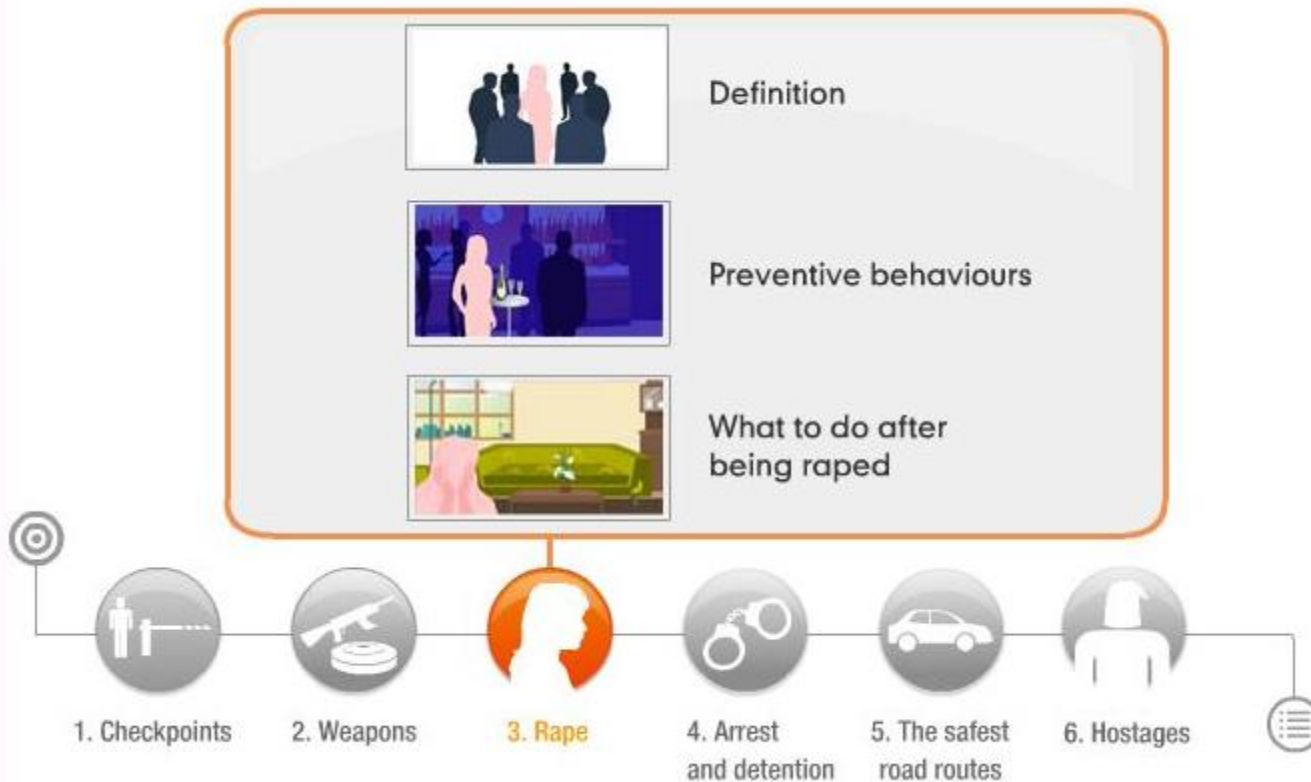 Definition
Preventive behaviours
What to do after
being raped
1. Checkpoints
2. Weapons
3. Rape
4. Arrest
and detention
5. The safest
road routes
6. Hostages